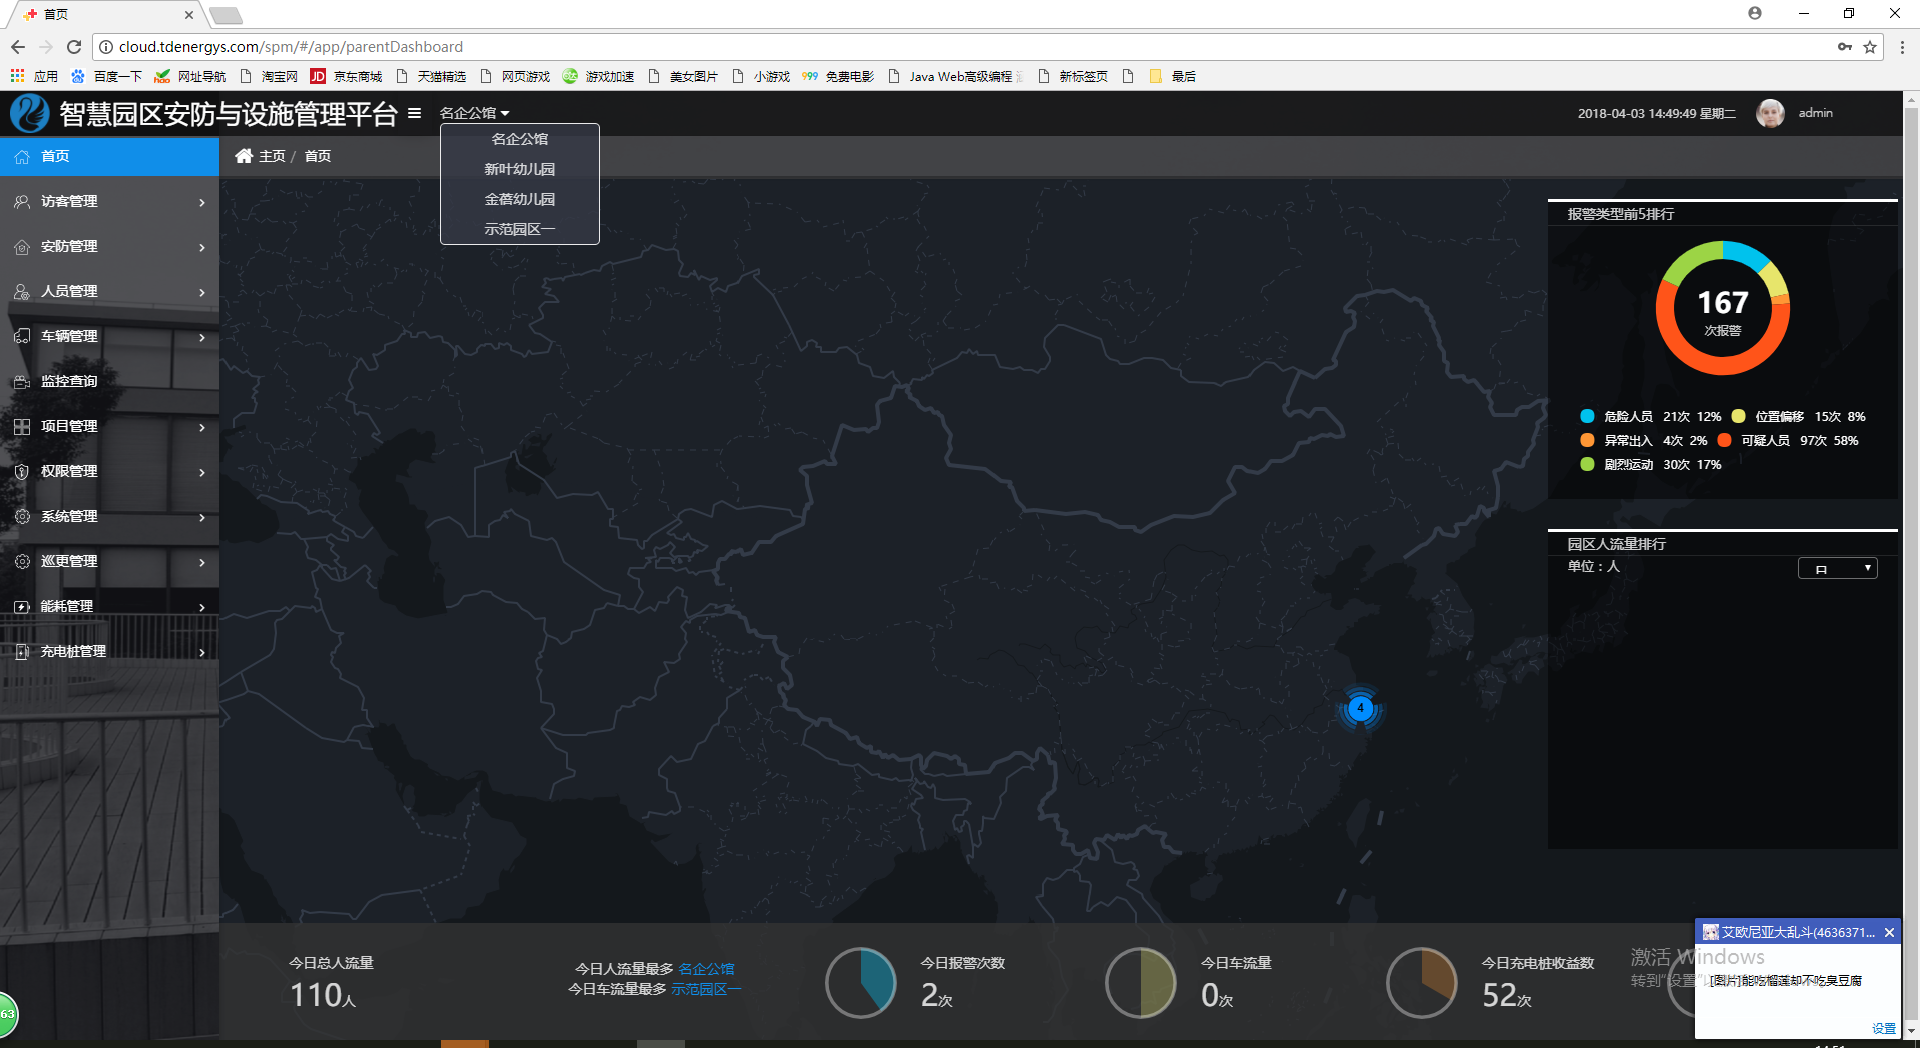 首页
cloud.tdenergys.com/spm/#/app/parentDashboard
应用 百度一下 网址导航 淘宝网 京东商城 天猫精选 网页游戏 游戏加速 美女图片 小游戏 免费电影 Java Web高级编程 新标签页 最后
智慧园区安防与设施管理平台 名企公馆 2018-04-03 14:49:49 星期二 admin
名企公馆
新叶幼儿园
金蓓幼儿园
示范园区一
主页 / 首页
首页
访客管理
安防管理
人员管理
车辆管理
监控查询
项目管理
权限管理
系统管理
巡更管理
能耗管理
充电桩管理
报警类型前5排行
167
次报警
危险人员 21次 12% 位置偏移 15次 8%
异常出入 4次 2% 可疑人员 97次 58%
剧烈运动 30次 17%
园区人流量排行
单位：人
4
今日总人流量
110人
今日人流量最多 名企公馆
今日车流量最多 示范园区一
今日报警次数
2次
今日车流量
0次
今日充电桩收益数
52次
激活 Windows
转到"设置"
艾欧尼亚大乱斗(4636371...
[图片]能吃榴莲却不吃臭豆腐
设置
63